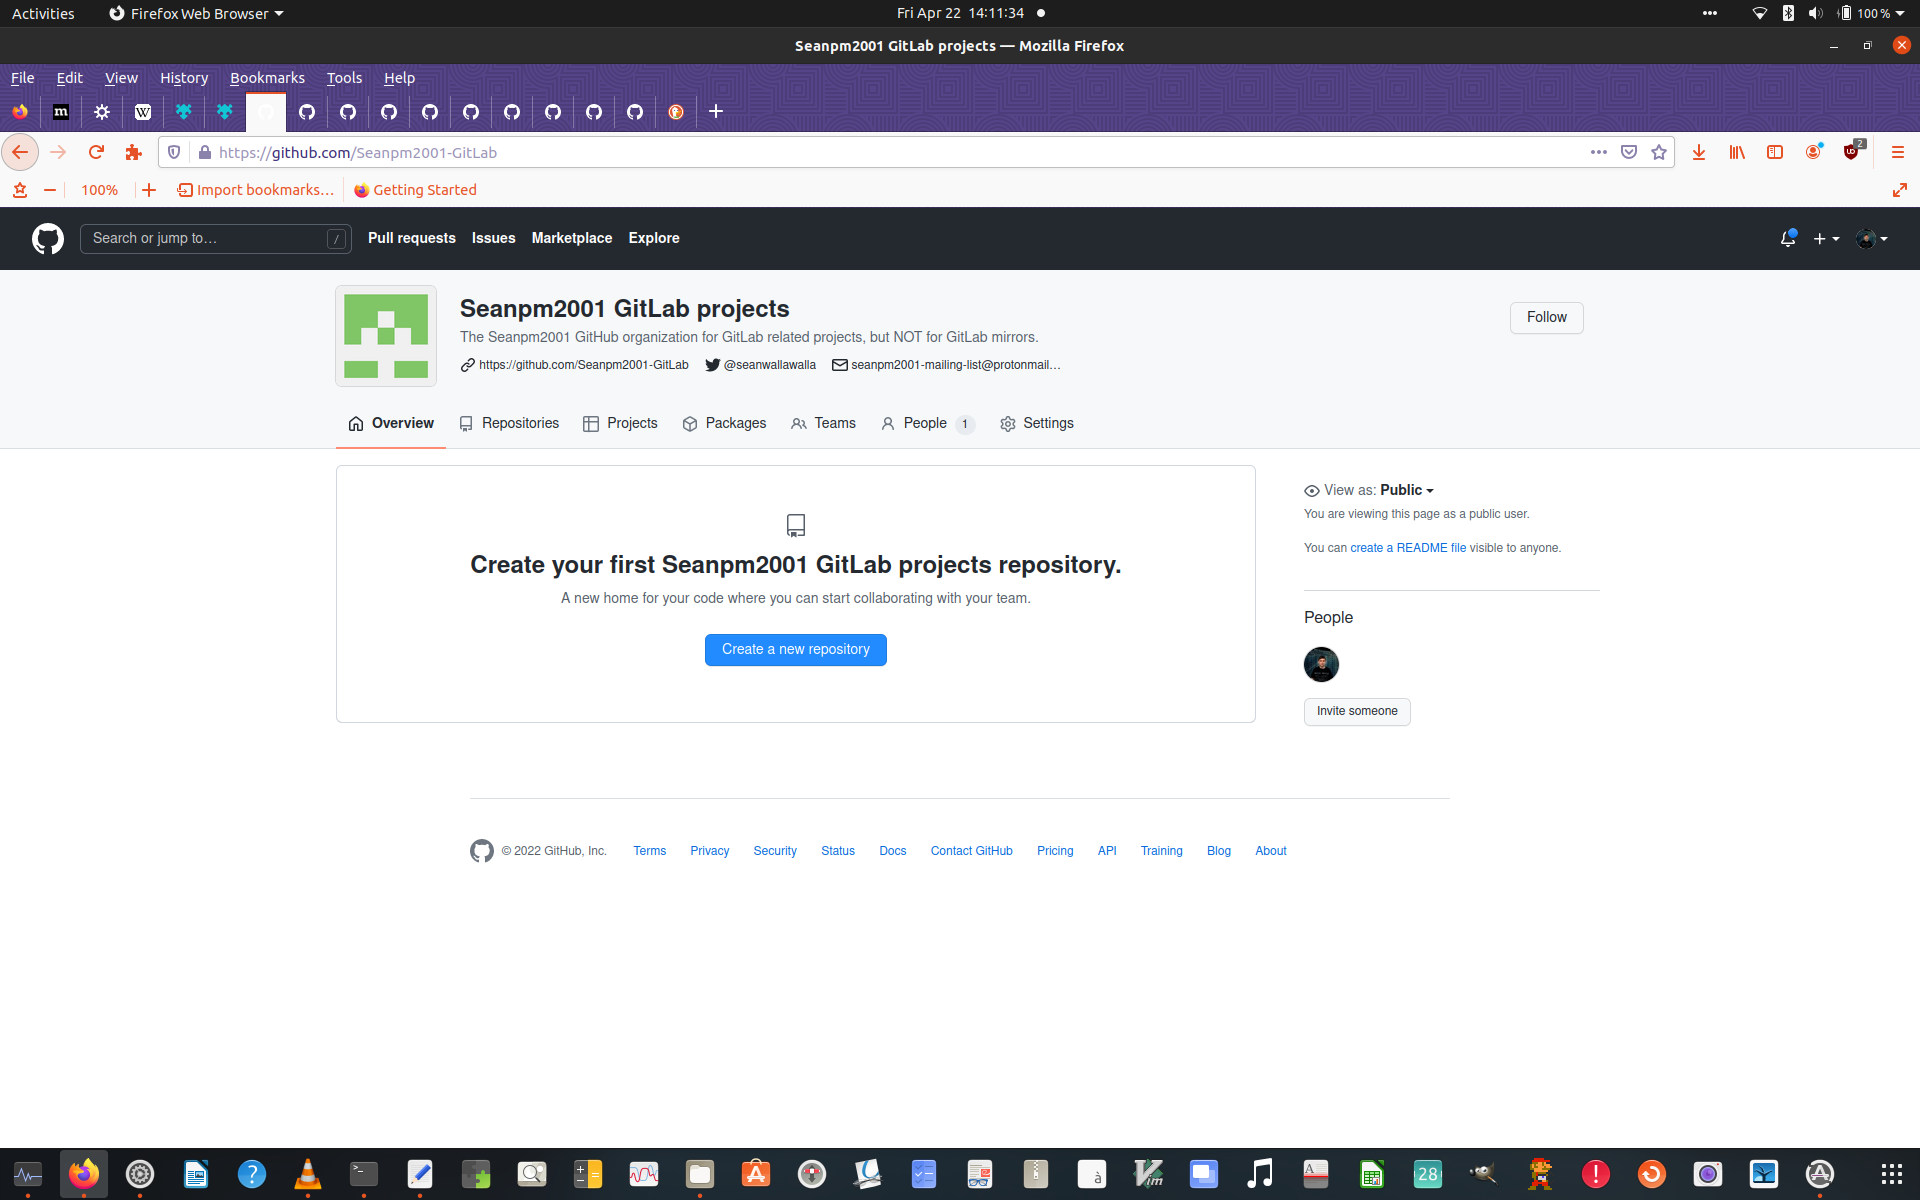 Activities
Firefox Web Browser
Fri Apr 22 14:11:34
100 %
Seanpm2001 GitLab projects — Mozilla Firefox
File Edit View History Bookmarks Tools Help
https://github.com/Seanpm2001-GitLab
2
100%
Import bookmarks…
Getting Started
Search or jump to…
/
Pull requests Issues Marketplace Explore
Seanpm2001 GitLab projects
The Seanpm2001 GitHub organization for GitLab related projects, but NOT for GitLab mirrors.
https://github.com/Seanpm2001-GitLab @seanwallawalla seanpm2001-mailing-list@protonmail…
Follow
Overview Repositories Projects Packages Teams People 1 Settings
Create your first Seanpm2001 GitLab projects repository.
A new home for your code where you can start collaborating with your team.
Create a new repository
View as: Public
You are viewing this page as a public user.
You can create a README file visible to anyone.
People
Invite someone
© 2022 GitHub, Inc. Terms Privacy Security Status Docs Contact GitHub Pricing API Training Blog About
28